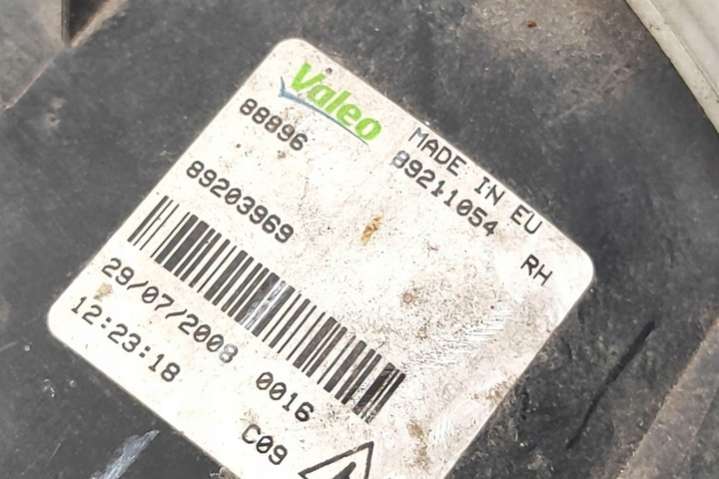 Valeo
MADE IN EU
88896
89211054
RH
89203969
29/07/2008 0016
12:23:18
C09